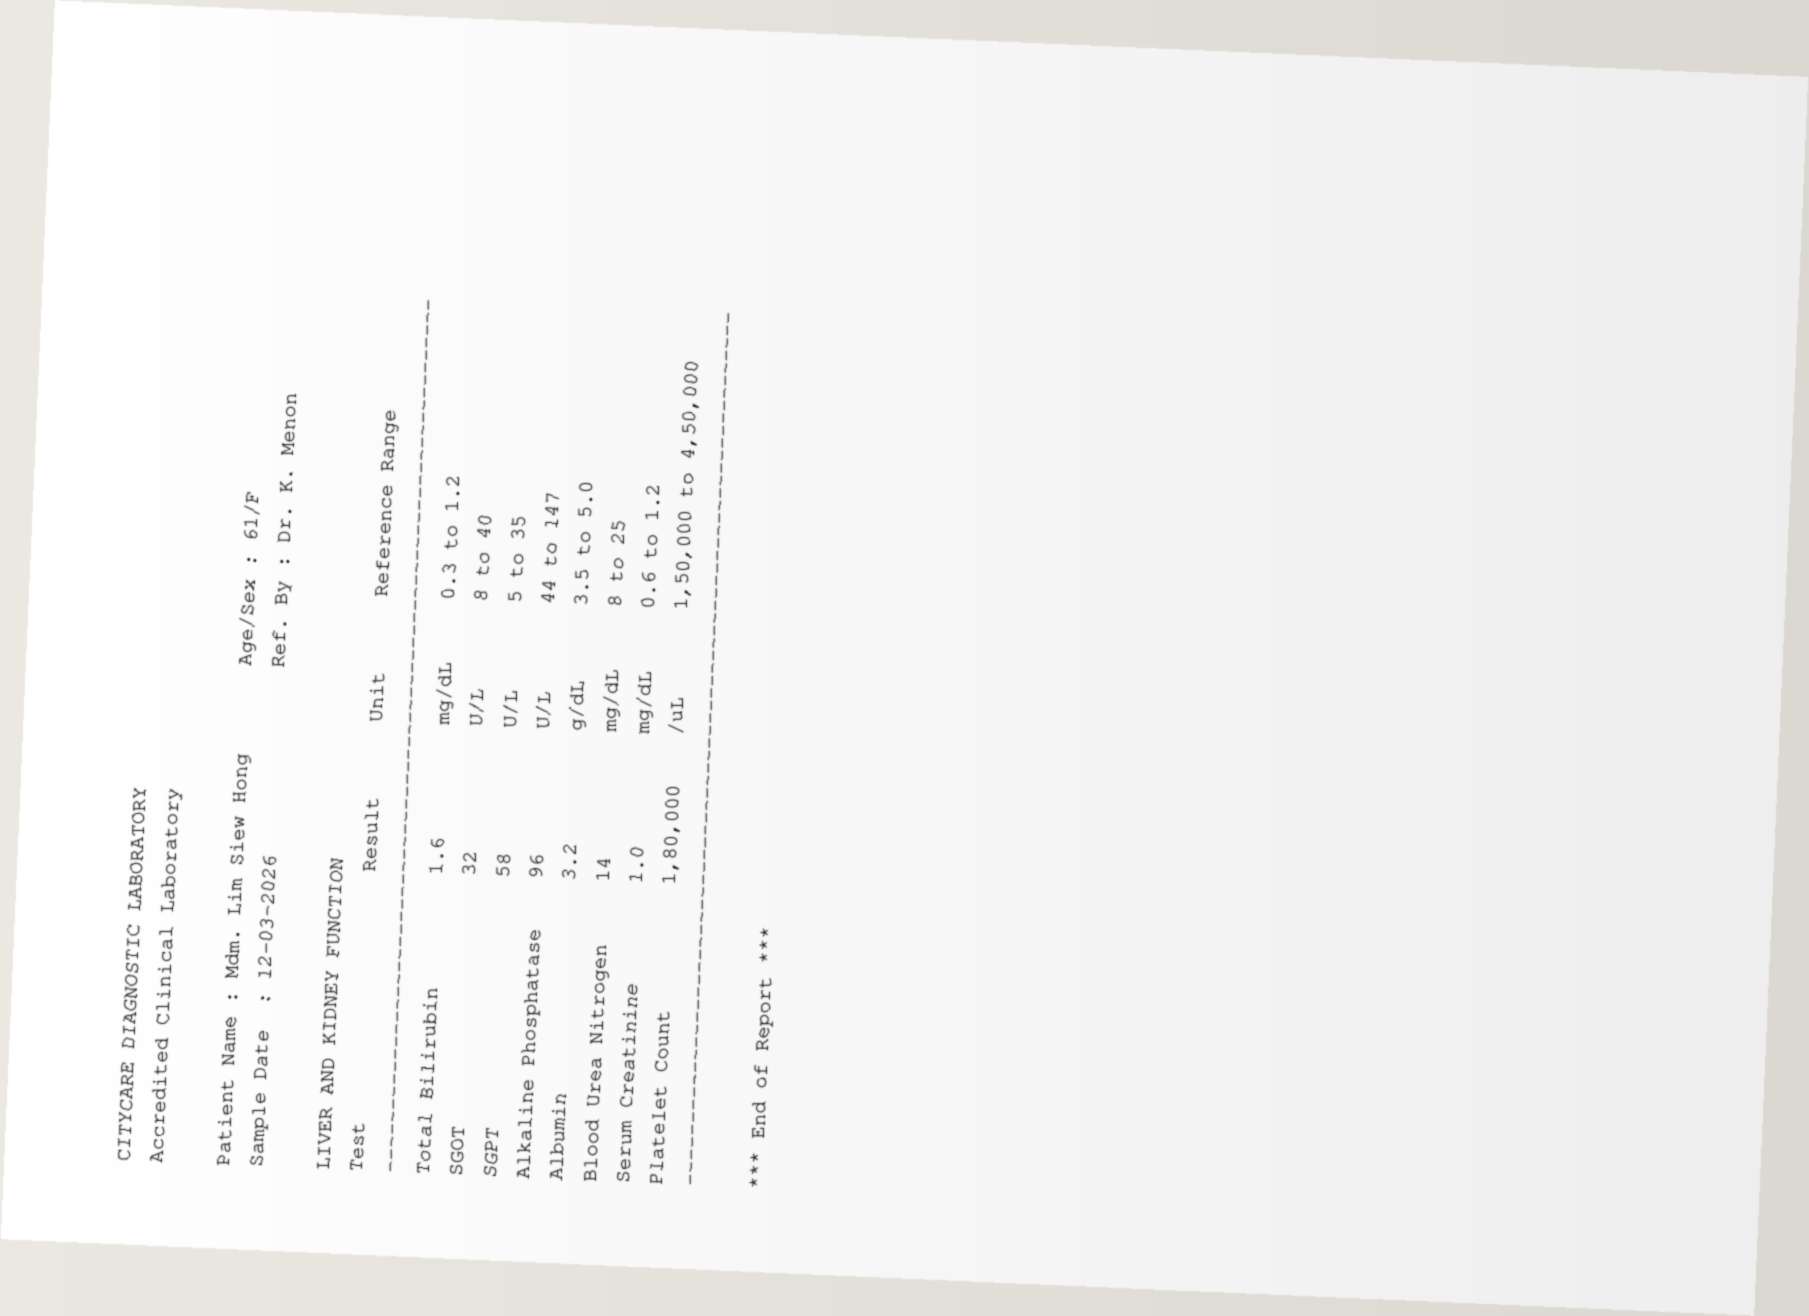 CITYCARE DIAGNOSTIC LABORATORY
Accredited Clinical Laboratory
Patient Name : Mdm. Lim Siew Hong Age/Sex : 61/F
Sample Date : 12-03-2026 Ref. By : Dr. K. Menon
LIVER AND KIDNEY FUNCTION
Test Result Unit Reference Range
----------------------------------------------------------------------
Total Bilirubin 1.6 mg/dL 0.3 to 1.2
SGOT 32 U/L 8 to 40
SGPT 58 U/L 5 to 35
Alkaline Phosphatase 96 U/L 44 to 147
Albumin 3.2 g/dL 3.5 to 5.0
Blood Urea Nitrogen 14 mg/dL 8 to 25
Serum Creatinine 1.0 mg/dL 0.6 to 1.2
Platelet Count 1,80,000 /uL 1,50,000 to 4,50,000
----------------------------------------------------------------------
*** End of Report ***